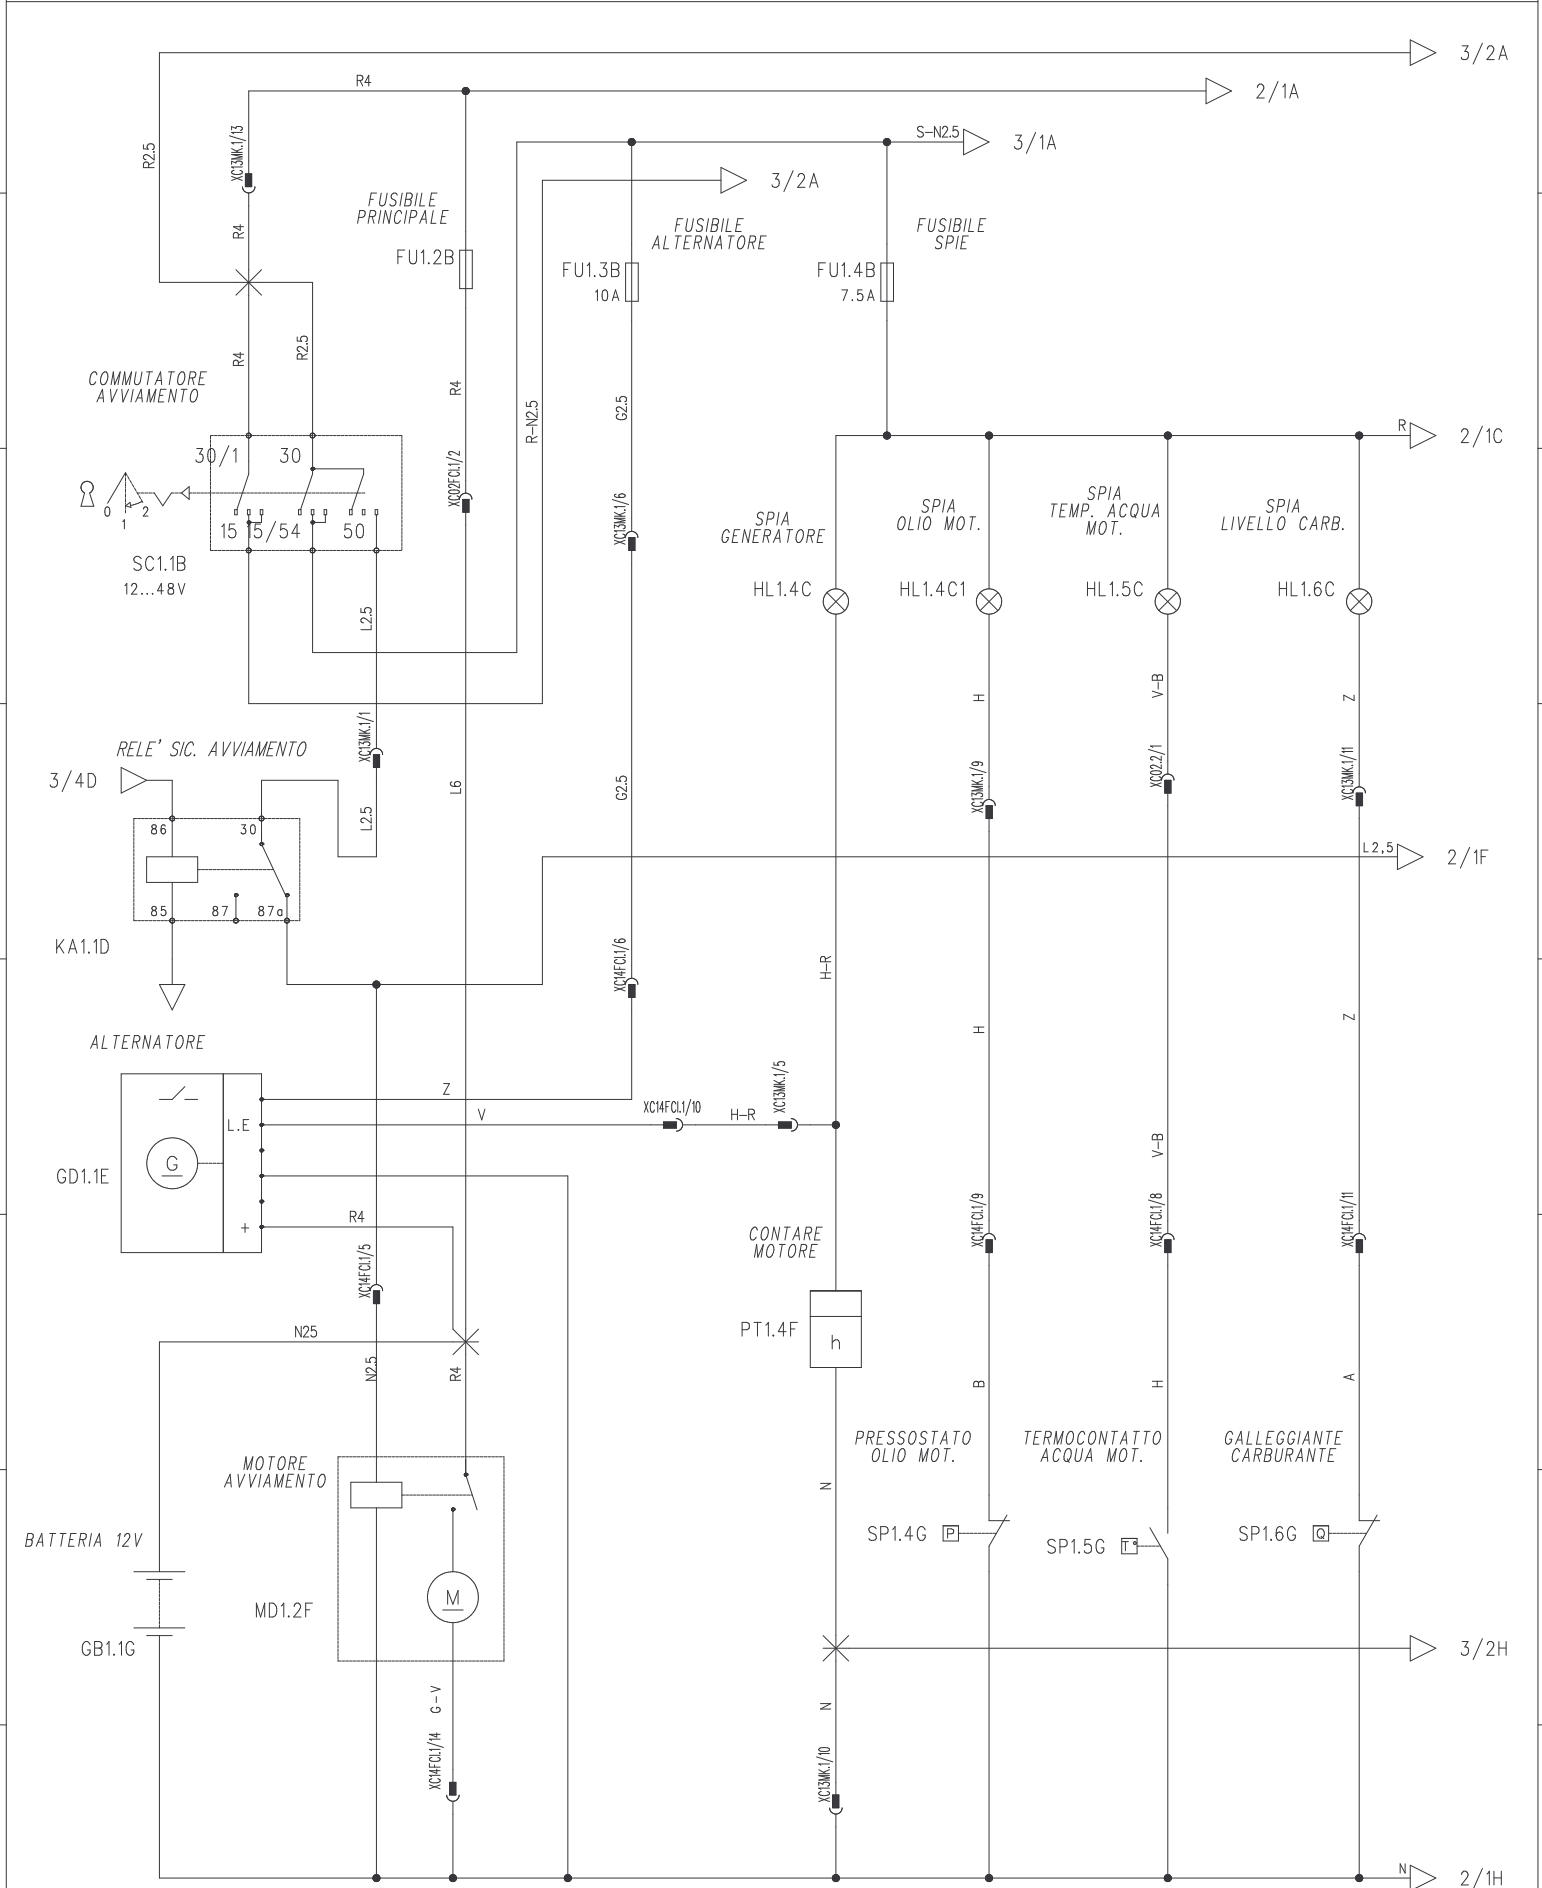 3/2A
R4
2/1A
S-N2.5
3/1A
R2.5
XC13MK.1/13
3/2A
FUSIBILE
PRINCIPALE
FUSIBILE
ALTERNATORE
FUSIBILE
SPIE
R4
FU1.2B
FU1.3B
10A
FU1.4B
7.5A
R4
R2.5
COMMUTATORE
AVVIAMENTO
R4
R-N2.5
G2.5
R
2/1C
30/1
30
XC02FCI.1/2
0
1
2
15
15/54
50
XC13MK.1/6
SPIA
GENERATORE
SPIA
OLIO MOT.
SPIA
TEMP. ACQUA
MOT.
SPIA
LIVELLO CARB.
SC1.1B
12...48V
HL1.4C
HL1.4C1
HL1.5C
HL1.6C
L2.5
H
V-B
Z
RELE' SIC. AVVIAMENTO
XC13MK.1/1
3/4D
L6
G2.5
XC13MK.1/9
XC02.2/1
XC13MK.1/11
86
30
L2.5
L2,5
2/1F
85
87
87a
KA1.1D
XC14FCI.1/6
H-R
H
Z
ALTERNATORE
Z
V
XC14FCI.1/10
H-R
XC13MK.1/5
L.E
G
GD1.1E
V-B
+
R4
XC14FCI.1/5
CONTARE
MOTORE
XC14FCI.1/9
XC14FCI.1/8
XC14FCI.1/11
N25
PT1.4F
h
N2.5
R4
B
H
A
PRESSOSTATO
OLIO MOT.
TERMOCONTATTO
ACQUA MOT.
GALLEGGIANTE
CARBURANTE
MOTORE
AVVIAMENTO
N
BATTERIA 12V
SP1.4G
P
SP1.5G
T°
SP1.6G
Q
M
MD1.2F
GB1.1G
3/2H
G-V
N
XC14FCI.1/14
XC13MK.1/10
N
2/1H